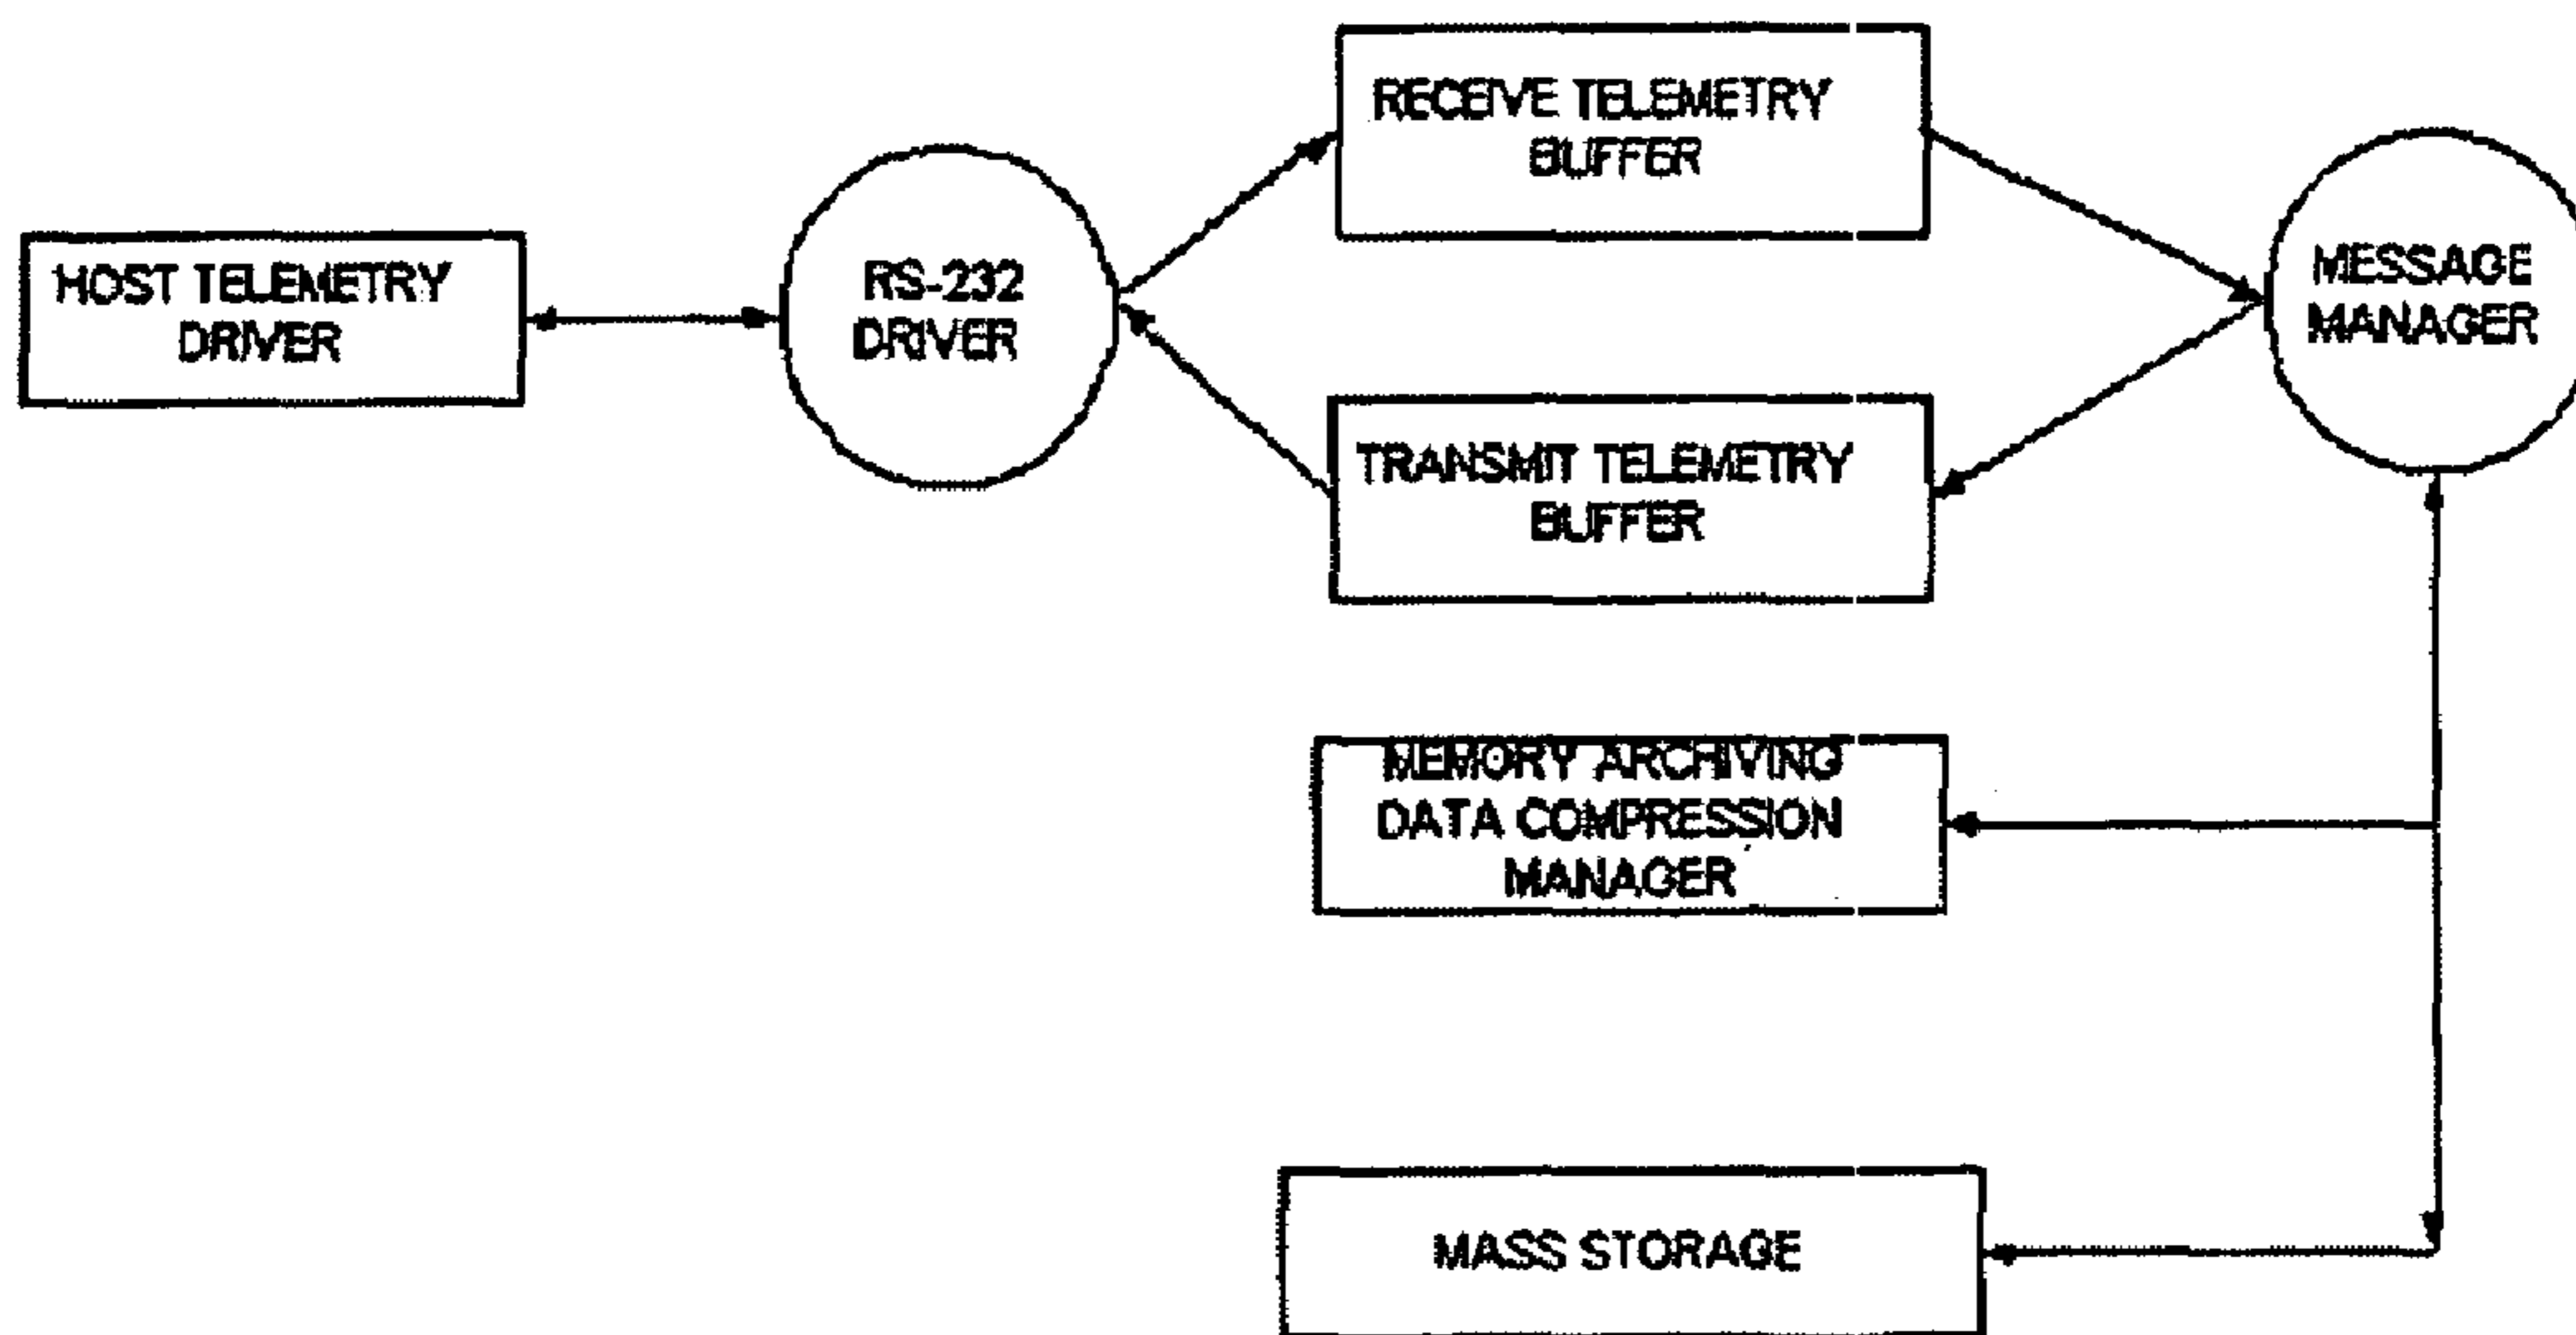 RECEIVE TELEMETRY
BUFFER
HOST TELEMETRY
DRIVER
RS-232
DRIVER
MESSAGE
MANAGER
TRANSMIT TELEMETRY
BUFFER
MEMORY ARCHIVING
DATA COMPRESSION
MANAGER
MASS STORAGE